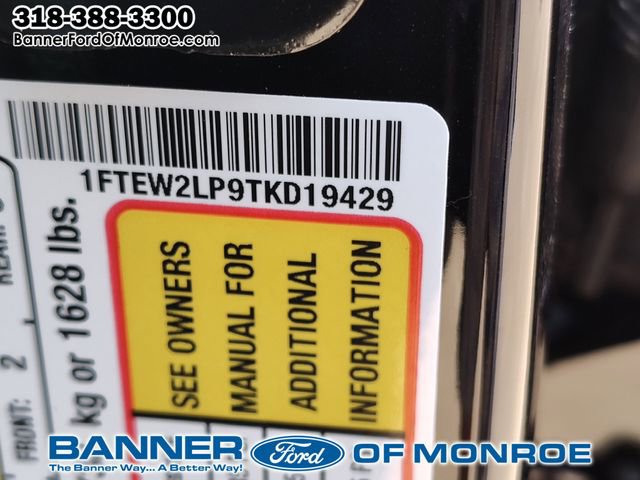 318-388-3300
BannerFordOfMonroe.com
1FTEW2LP9TKD19429
SEE OWNERS
MANUAL FOR
ADDITIONAL
INFORMATION
kg or 1628 lbs.
FRONT: 2
BANNER Ford OF MONROE
The Banner Way... A Better Way!